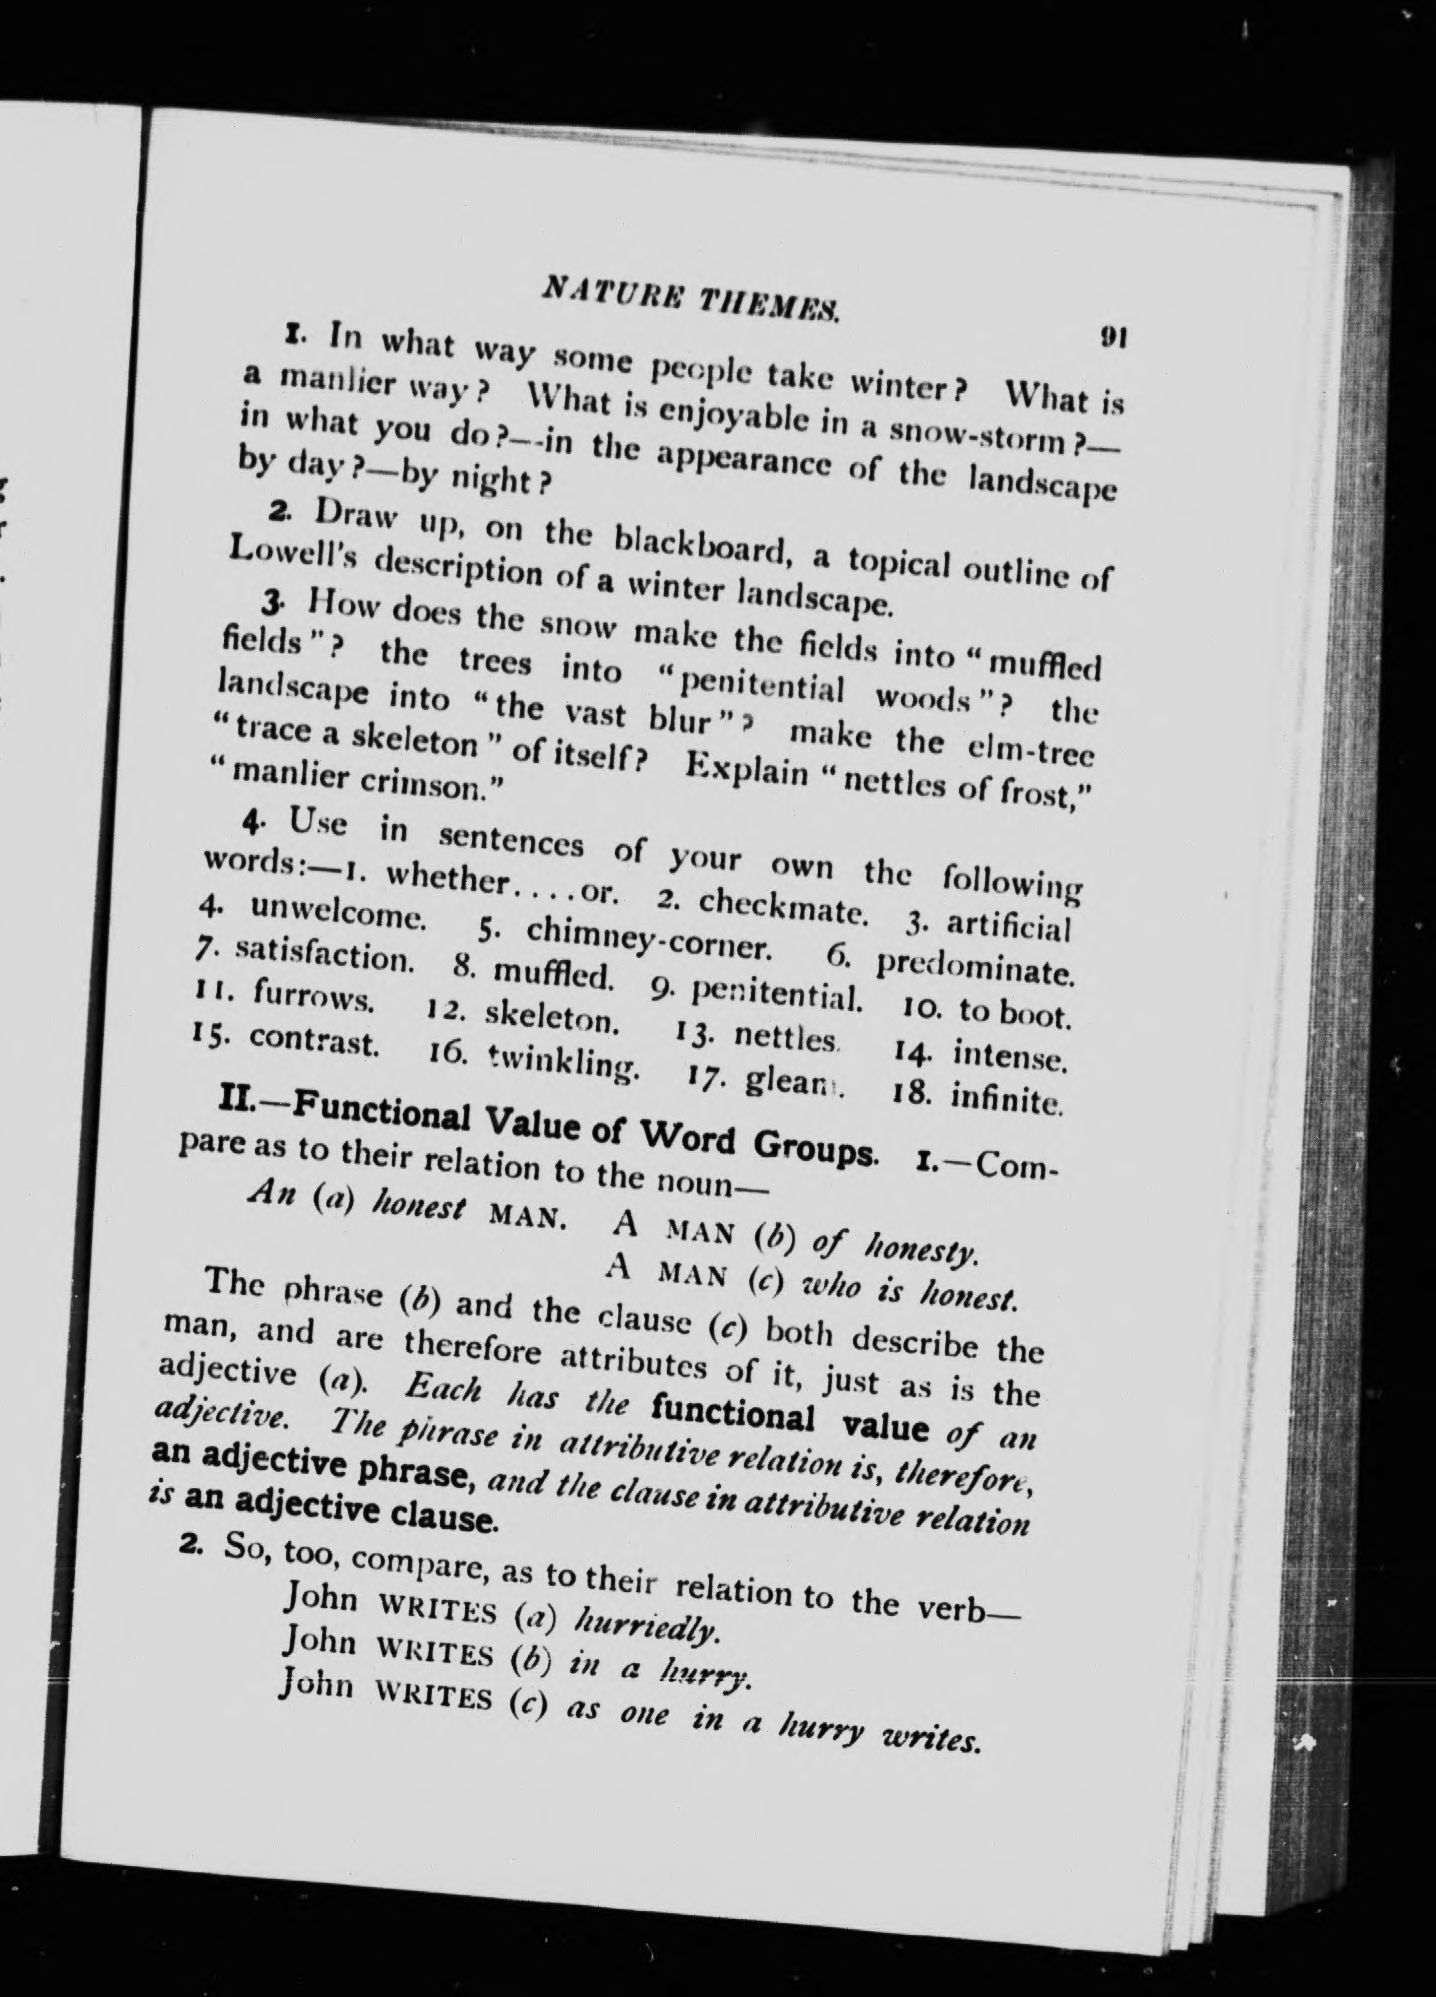 NATURE THEMES. 91
1. In what way some people take winter? What is
a manlier way? What is enjoyable in a snow-storm?—
in what you do?—-in the appearance of the landscape
by day?—by night?
2. Draw up, on the blackboard, a topical outline of
Lowell's description of a winter landscape.
3. How does the snow make the fields into "muffled
fields"? the trees into "penitential woods"? the
landscape into "the vast blur"? make the elm-tree
"trace a skeleton" of itself? Explain "nettles of frost,"
"manlier crimson."
4. Use in sentences of your own the following
words:—1. whether....or. 2. checkmate. 3. artificial
4. unwelcome. 5. chimney-corner. 6. predominate.
7. satisfaction. 8. muffled. 9. penitential. 10. to boot.
11. furrows. 12. skeleton. 13. nettles. 14. intense.
15. contrast. 16. twinkling. 17. gleam. 18. infinite.
II.—Functional Value of Word Groups. 1.—Com-
pare as to their relation to the noun—
An (a) honest MAN. A MAN (b) of honesty.
A MAN (c) who is honest.
The phrase (b) and the clause (c) both describe the
man, and are therefore attributes of it, just as is the
adjective (a). Each has the functional value of an
adjective. The phrase in attributive relation is, therefore,
an adjective phrase, and the clause in attributive relation
is an adjective clause.
2. So, too, compare, as to their relation to the verb—
John WRITES (a) hurriedly.
John WRITES (b) in a hurry.
John WRITES (c) as one in a hurry writes.